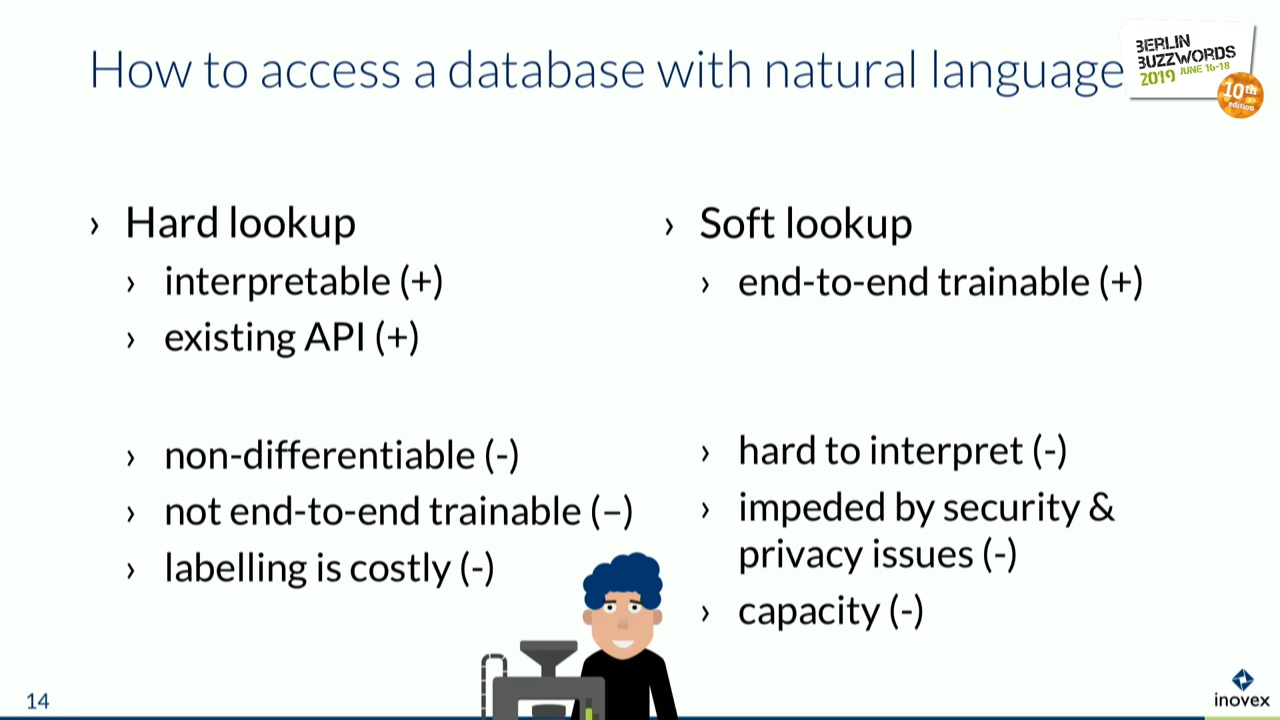 How to access a database with natural language
BERLIN
BUZZWORDS
2019 JUNE 16-18
10th
edition
› Hard lookup
› interpretable (+)
› existing API (+)
› non-differentiable (-)
› not end-to-end trainable (–)
› labelling is costly (-)
› Soft lookup
› end-to-end trainable (+)
› hard to interpret (-)
› impeded by security &
privacy issues (-)
› capacity (-)
14
inovex